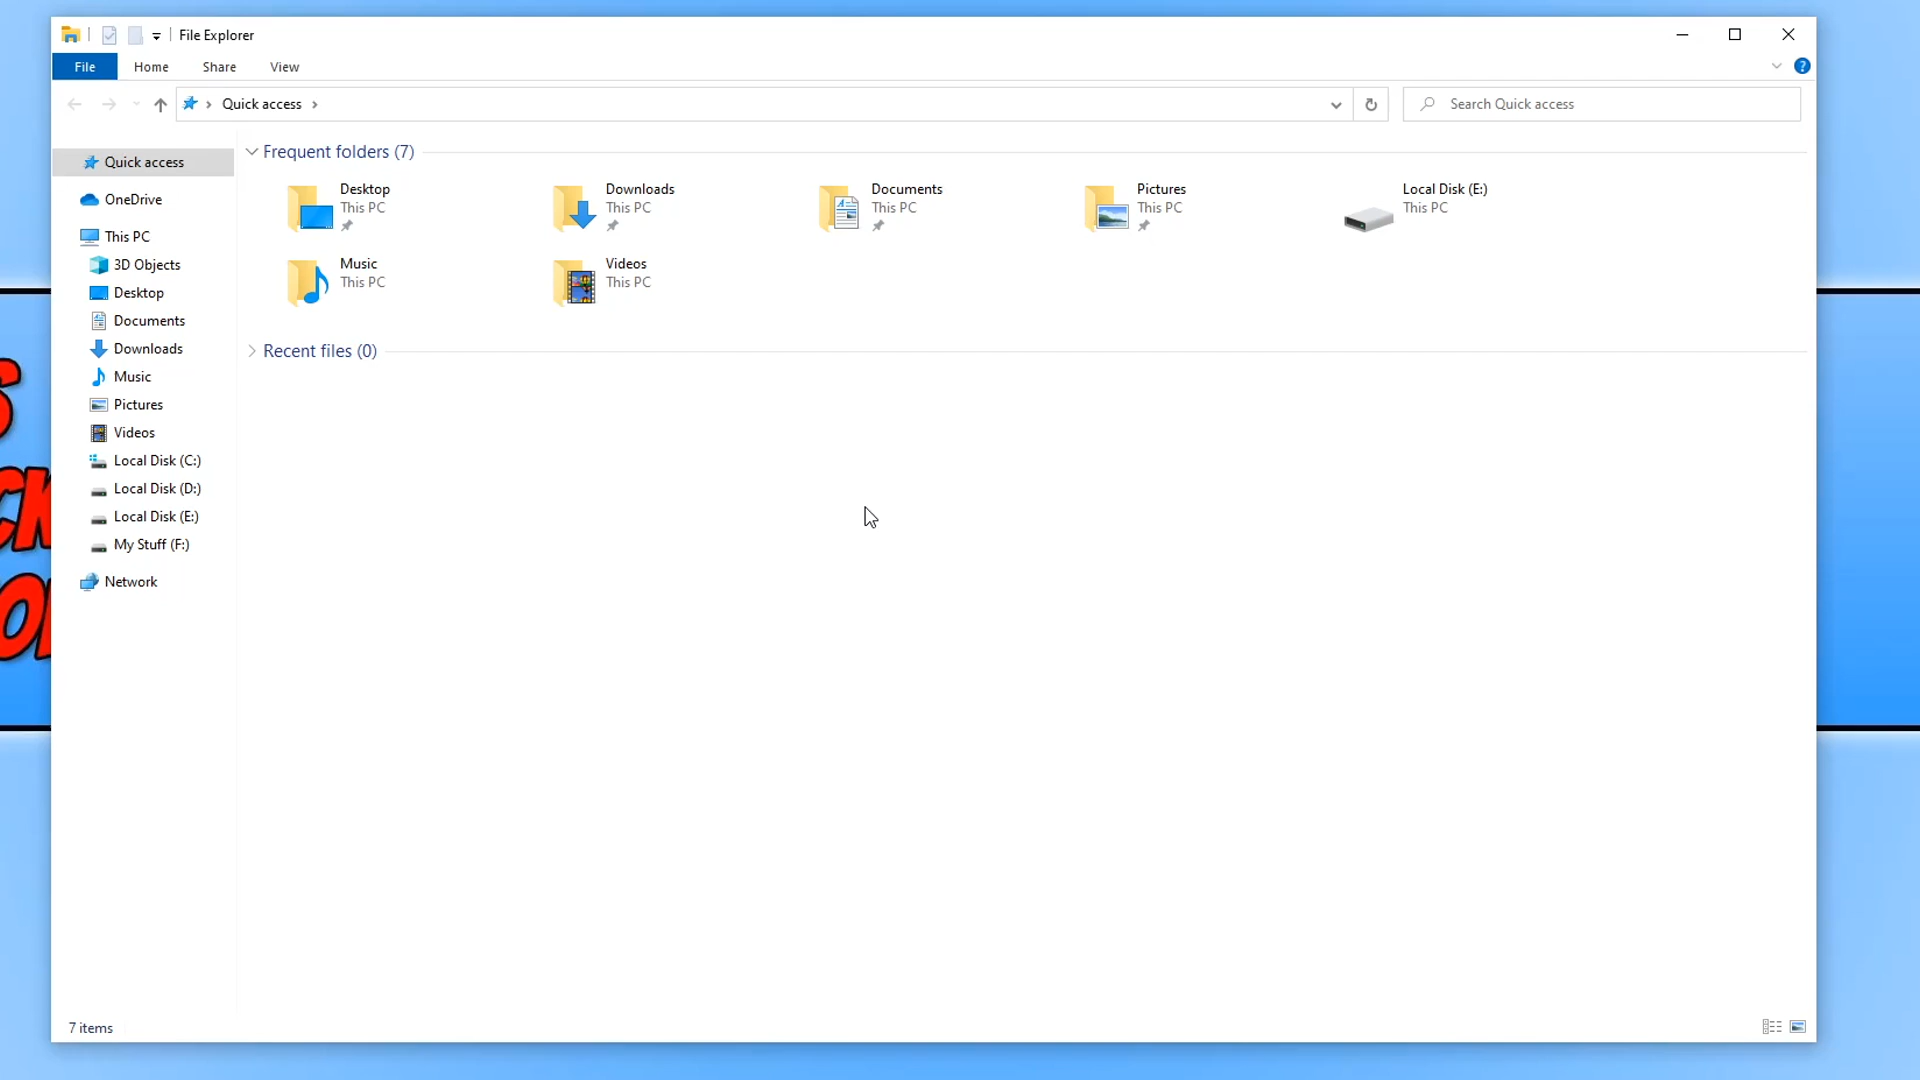 File Explorer
File Home Share View
Quick access
Search Quick access
Quick access
OneDrive
This PC
3D Objects
Desktop
Documents
Downloads
Music
Pictures
Videos
Local Disk (C:)
Local Disk (D:)
Local Disk (E:)
My Stuff (F:)
Network
Frequent folders (7)
Desktop
This PC
Downloads
This PC
Documents
This PC
Pictures
This PC
Local Disk (E:)
This PC
Music
This PC
Videos
This PC
Recent files (0)
7 items